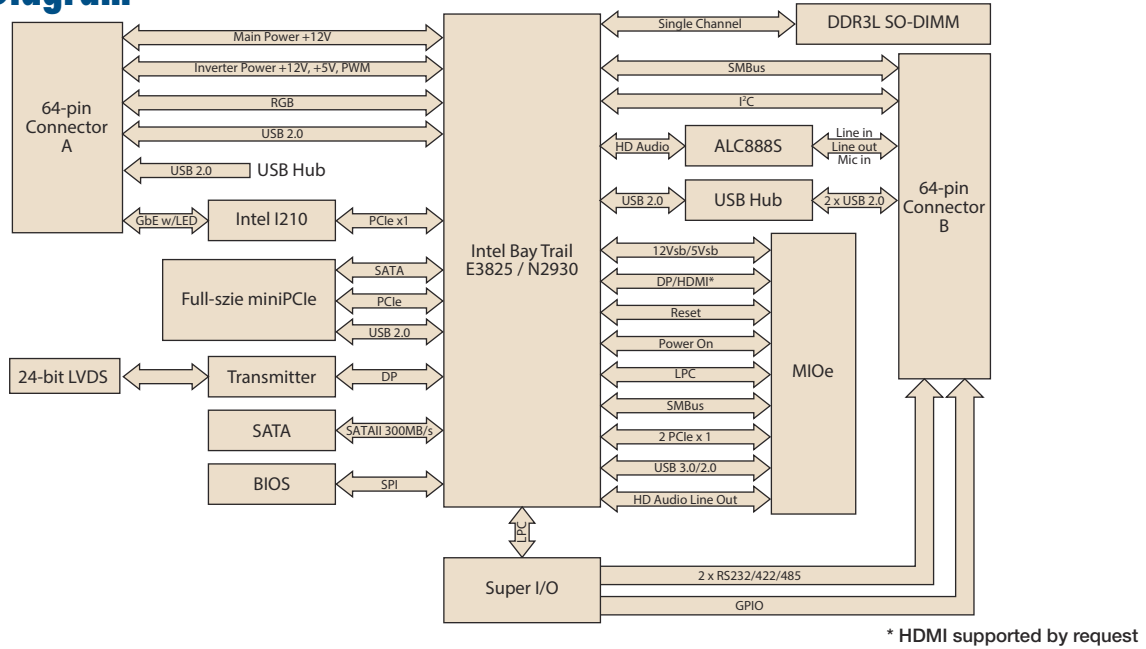 Diagram
64-pin
Connector
A
Main Power +12V
Inverter Power +12V, +5V, PWM
RGB
USB 2.0
USB 2.0
USB Hub
GbE w/LED
Intel I210
PCIe x1
Full-szie miniPCIe
SATA
PCIe
USB 2.0
24-bit LVDS
Transmitter
DP
SATA
SATAII 300MB/s
BIOS
SPI
Intel Bay Trail
E3825 / N2930
Single Channel
DDR3L SO-DIMM
SMBus
I²C
HD Audio
ALC888S
Line in
Line out
Mic in
USB 2.0
USB Hub
2 x USB 2.0
64-pin
Connector
B
12Vsb/5Vsb
DP/HDMI*
Reset
Power On
LPC
SMBus
2 PCIe x 1
USB 3.0/2.0
HD Audio Line Out
MIOe
LPC
Super I/O
2 x RS232/422/485
GPIO
* HDMI supported by request